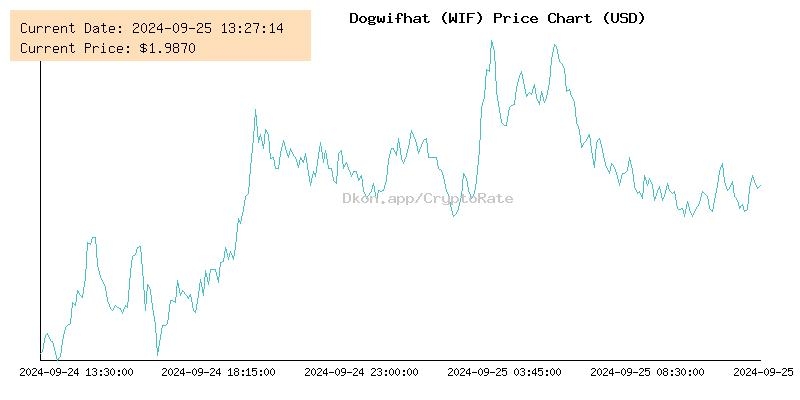 Dogwifhat (WIF) Price Chart (USD)
Current Date: 2024-09-25 13:27:14
Current Price: $1.9870
Dkon.app/CryptoRate
2024-09-24 13:30:00 2024-09-24 18:15:00 2024-09-24 23:00:00 2024-09-25 03:45:00 2024-09-25 08:30:00 2024-09-25